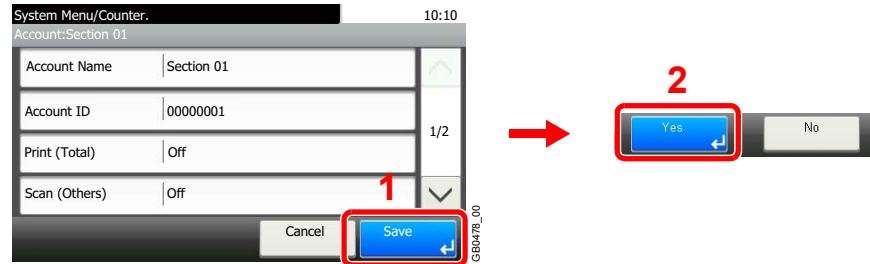 System Menu/Counter. 10:10
Account:Section 01
Account Name Section 01
Account ID 00000001
1/2
Print (Total) Off
Scan (Others) Off
1
Cancel Save
GB0478_00
2
Yes No